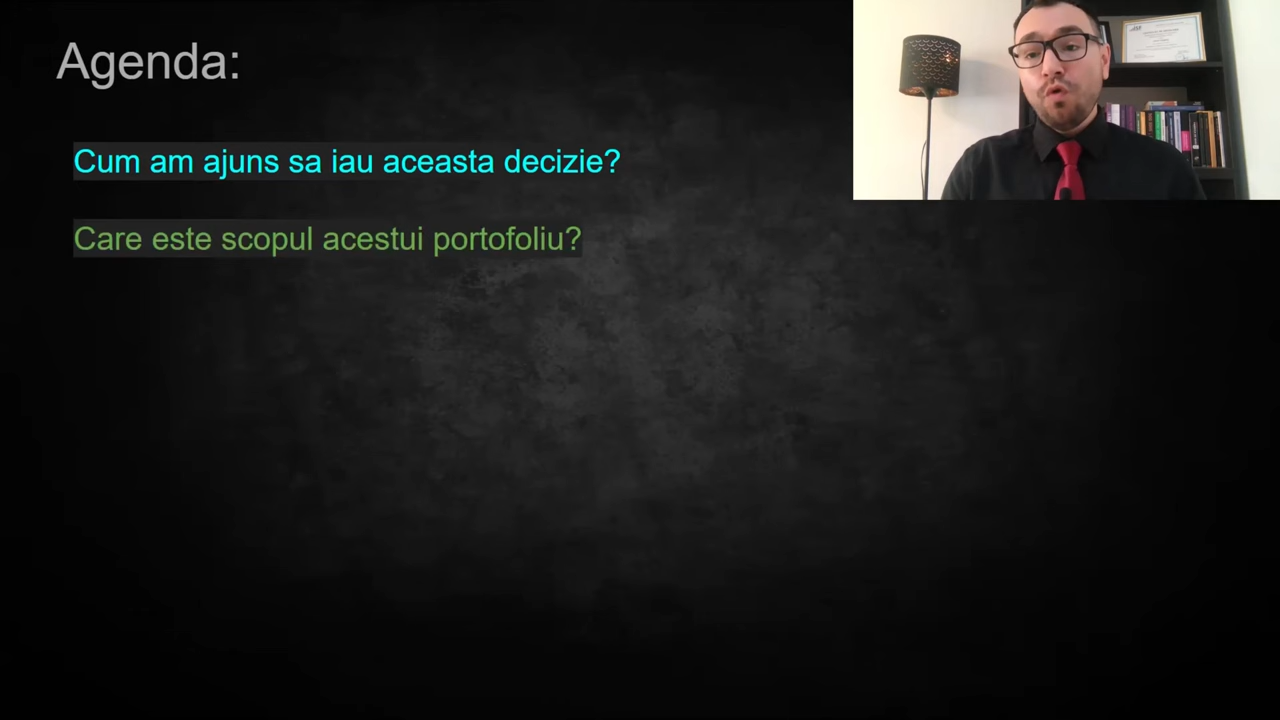 Agenda:
Cum am ajuns sa iau aceasta decizie?
Care este scopul acestui portofoliu?